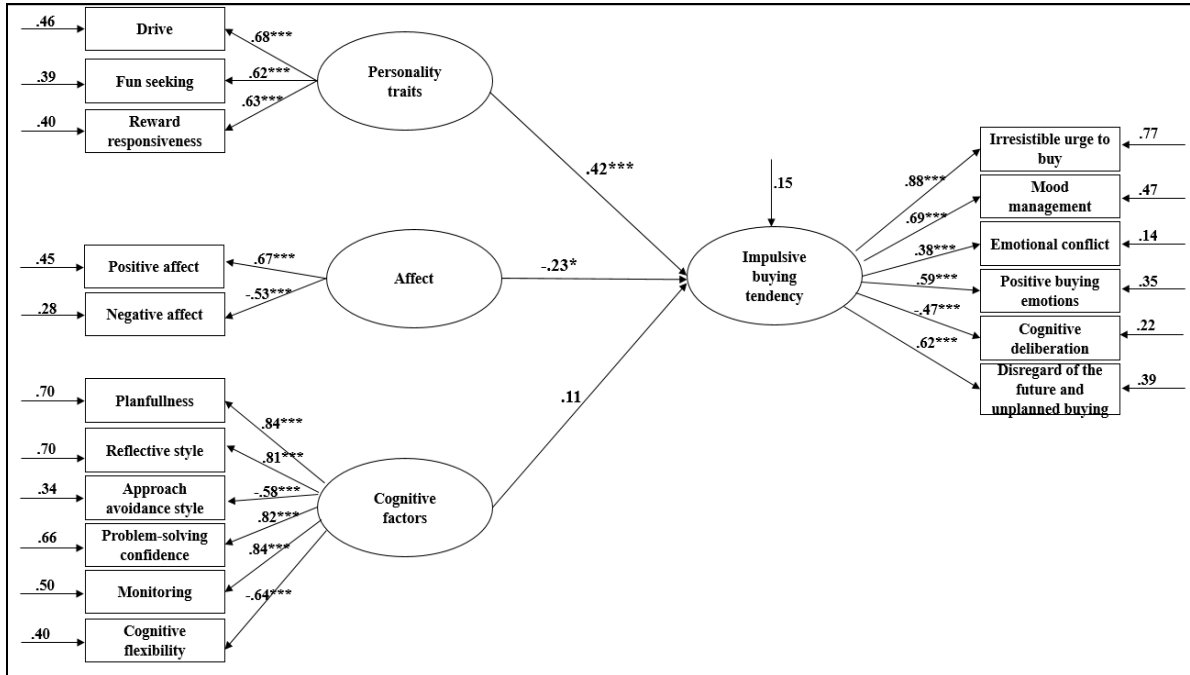 .46
Drive
.68***
.39
Fun seeking
.62***
.40
Reward
responsiveness
.63***
Personality
traits
.42***
.45
Positive affect
.67***
.28
Negative affect
-.53***
Affect
-.23*
.70
Planfullness
.84***
.70
Reflective style
.81***
.34
Approach
avoidance style
-.58***
.66
Problem-solving
confidence
.82***
.50
Monitoring
.84***
.40
Cognitive
flexibility
-.64***
Cognitive
factors
.11
.15
Impulsive
buying
tendency
.88***
Irresistible urge to
buy
.77
.69***
Mood
management
.47
.38***
Emotional conflict
.14
.59***
Positive buying
emotions
.35
-.47***
Cognitive
deliberation
.22
.62***
Disregard of the
future and
unplanned buying
.39